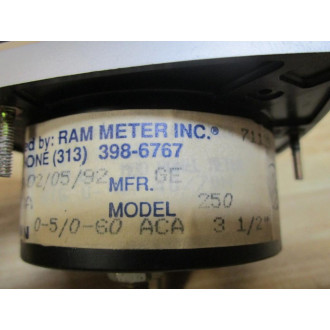 d by: RAM METER INC.® 711
ONE (313) 398-6767
02/05/92 MFR. GE
A MODEL 250
0-5/0-60 ACA 3 1/2"